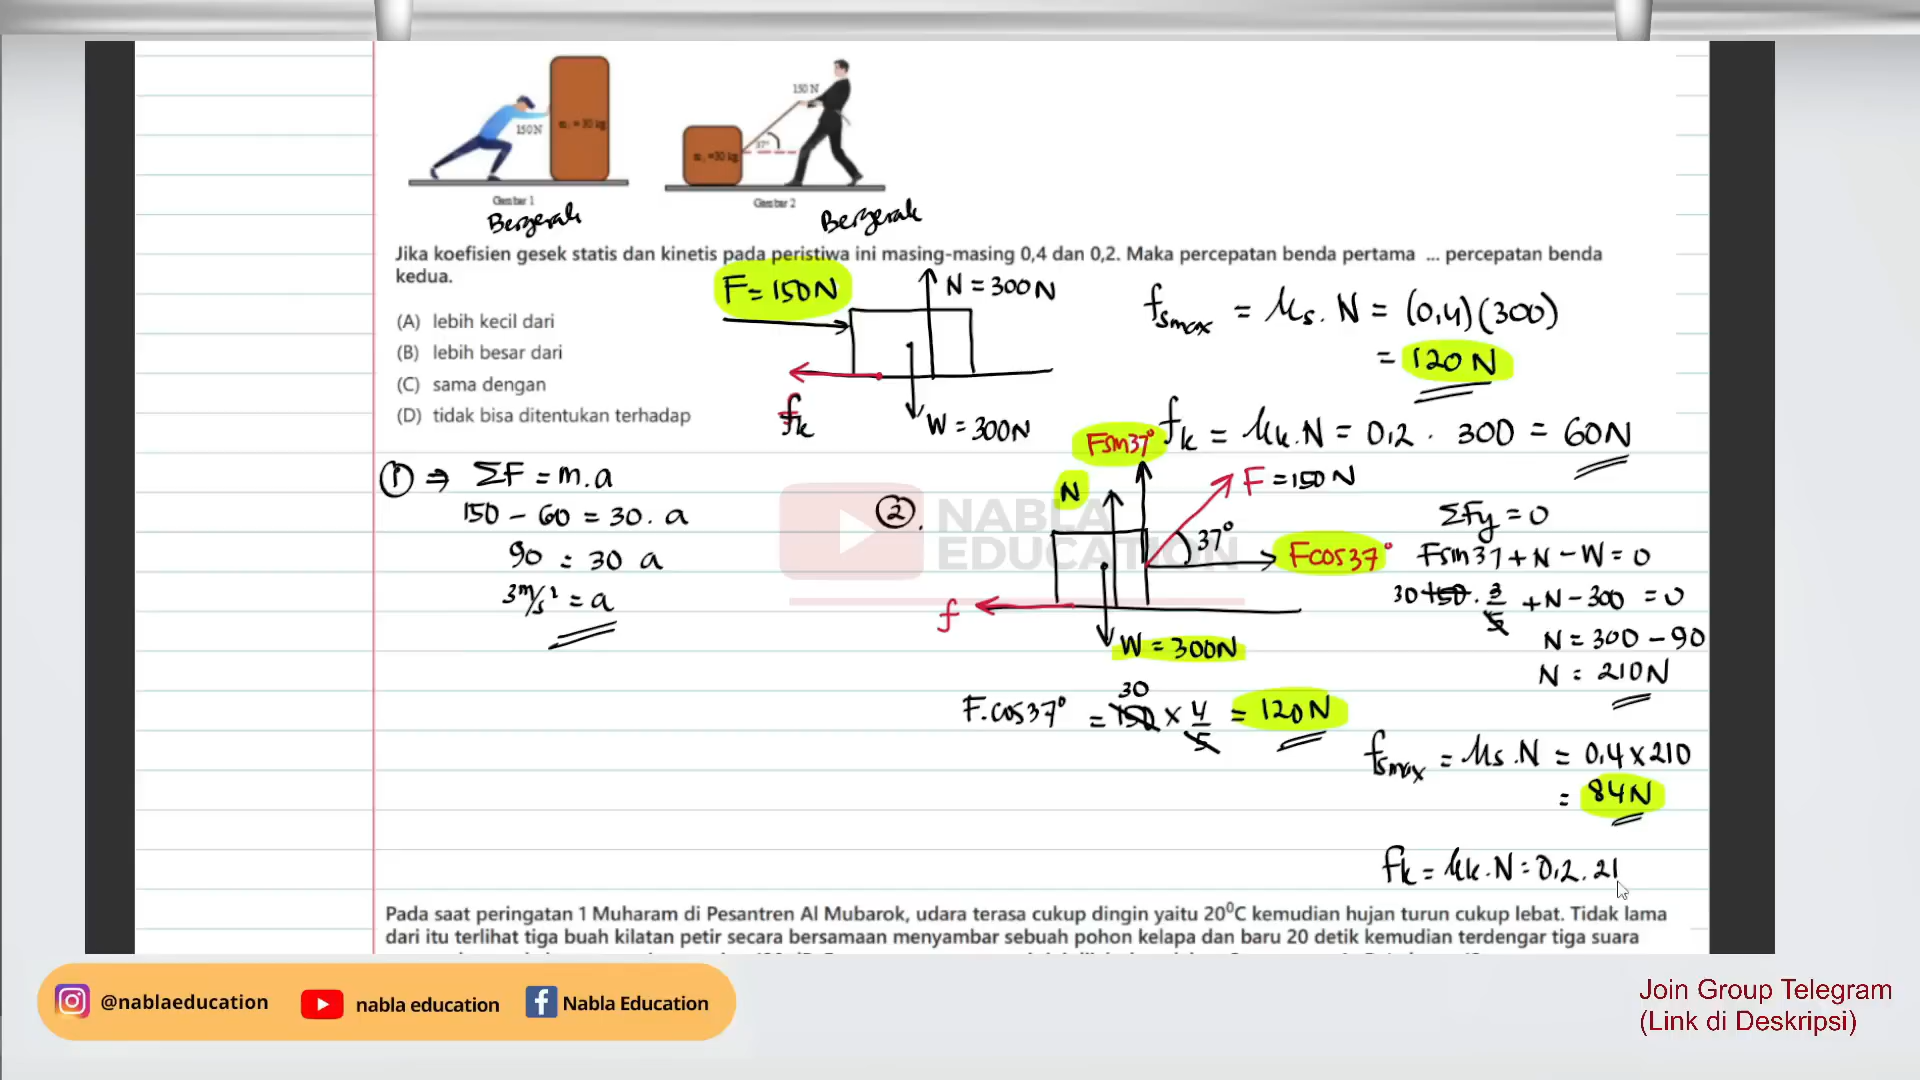 150 N
150 N
m₁ = 30 kg
37°
m₂ =30 kg
Gambar 1
Gambar 2
Bergerak
Bergerak
Jika koefisien gesek statis dan kinetis pada peristiwa ini masing-masing 0,4 dan 0,2. Maka percepatan benda pertama ... percepatan benda
kedua.
(A) lebih kecil dari
(B) lebih besar dari
(C) sama dengan
(D) tidak bisa ditentukan terhadap
F = 150N
N = 300N
fk
W = 300N
fsmax = μs. N = (0,4)(300)
= 120 N
fk = μk.N = 0,2 . 300 = 60N
① ⇒ ΣF = m.a
150 - 60 = 30. a
90 = 30 a
3 m/s² = a
②.
NABLA
EDUCATION
Fsin37°
N
F = 150 N
37°
Fcos37°
f
W = 300N
ΣFy = 0
Fsin37 + N - W = 0
30 150 . 3/5 + N - 300 = 0
N = 300 - 90
N = 210N
F.cos37° = 30 150 x 4/5 = 120N
fsmax = μs.N = 0,4 x 210
= 84N
fk = μk.N = 0,2. 21
Pada saat peringatan 1 Muharam di Pesantren Al Mubarok, udara terasa cukup dingin yaitu 20⁰C kemudian hujan turun cukup lebat. Tidak lama
dari itu terlihat tiga buah kilatan petir secara bersamaan menyambar sebuah pohon kelapa dan baru 20 detik kemudian terdengar tiga suara
@nablaeducation
nabla education
Nabla Education
Join Group Telegram
(Link di Deskripsi)